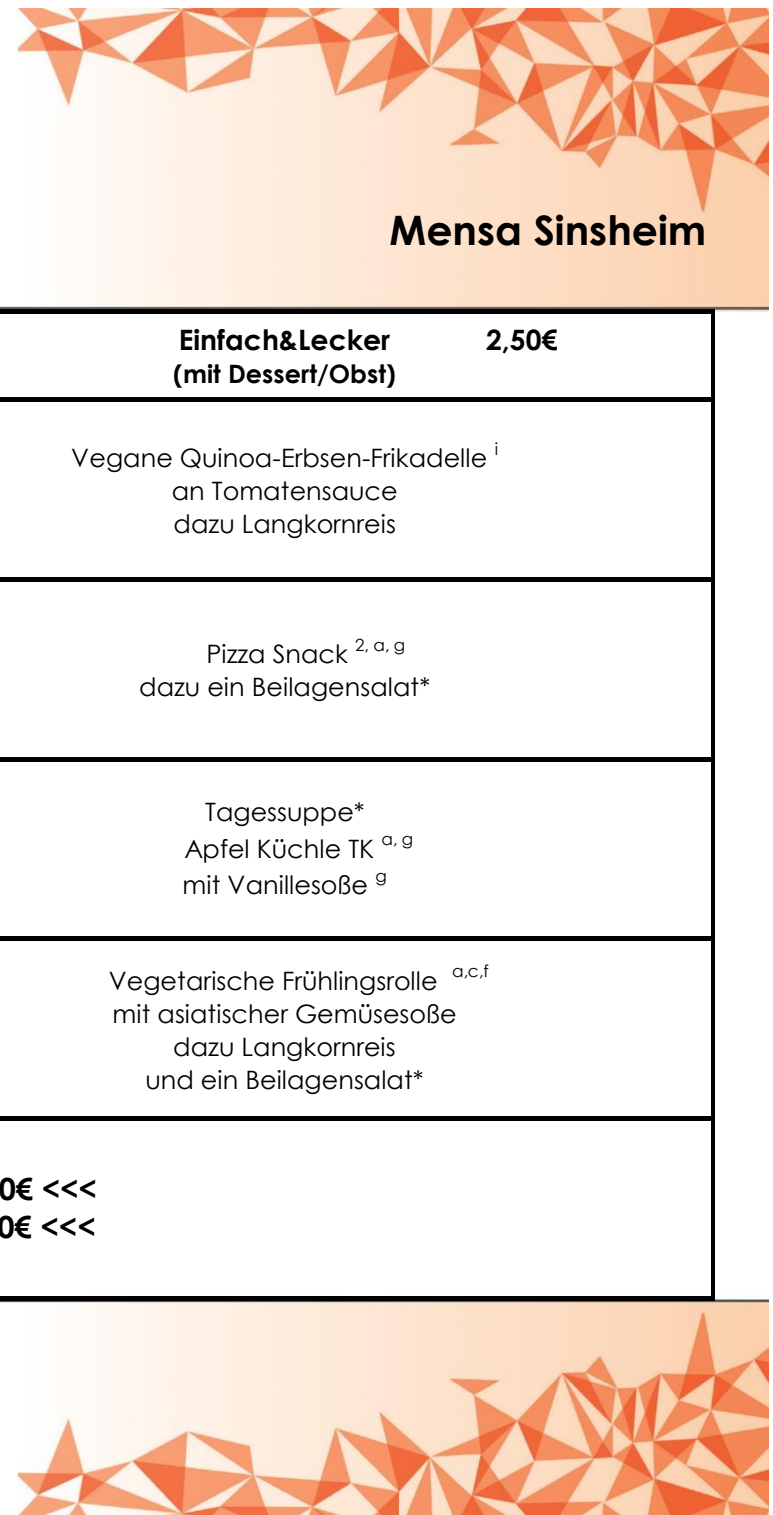 Mensa Sinsheim
Einfach&Lecker 2,50€
(mit Dessert/Obst)
Vegane Quinoa-Erbsen-Frikadelle i
an Tomatensauce
dazu Langkornreis
Pizza Snack 2, a, g
dazu ein Beilagensalat*
Tagessuppe*
Apfel Küchle TK a, g
mit Vanillesoße g
Vegetarische Frühlingsrolle a,c,f
mit asiatischer Gemüsesoße
dazu Langkornreis
und ein Beilagensalat*
0€ <<<
0€ <<<